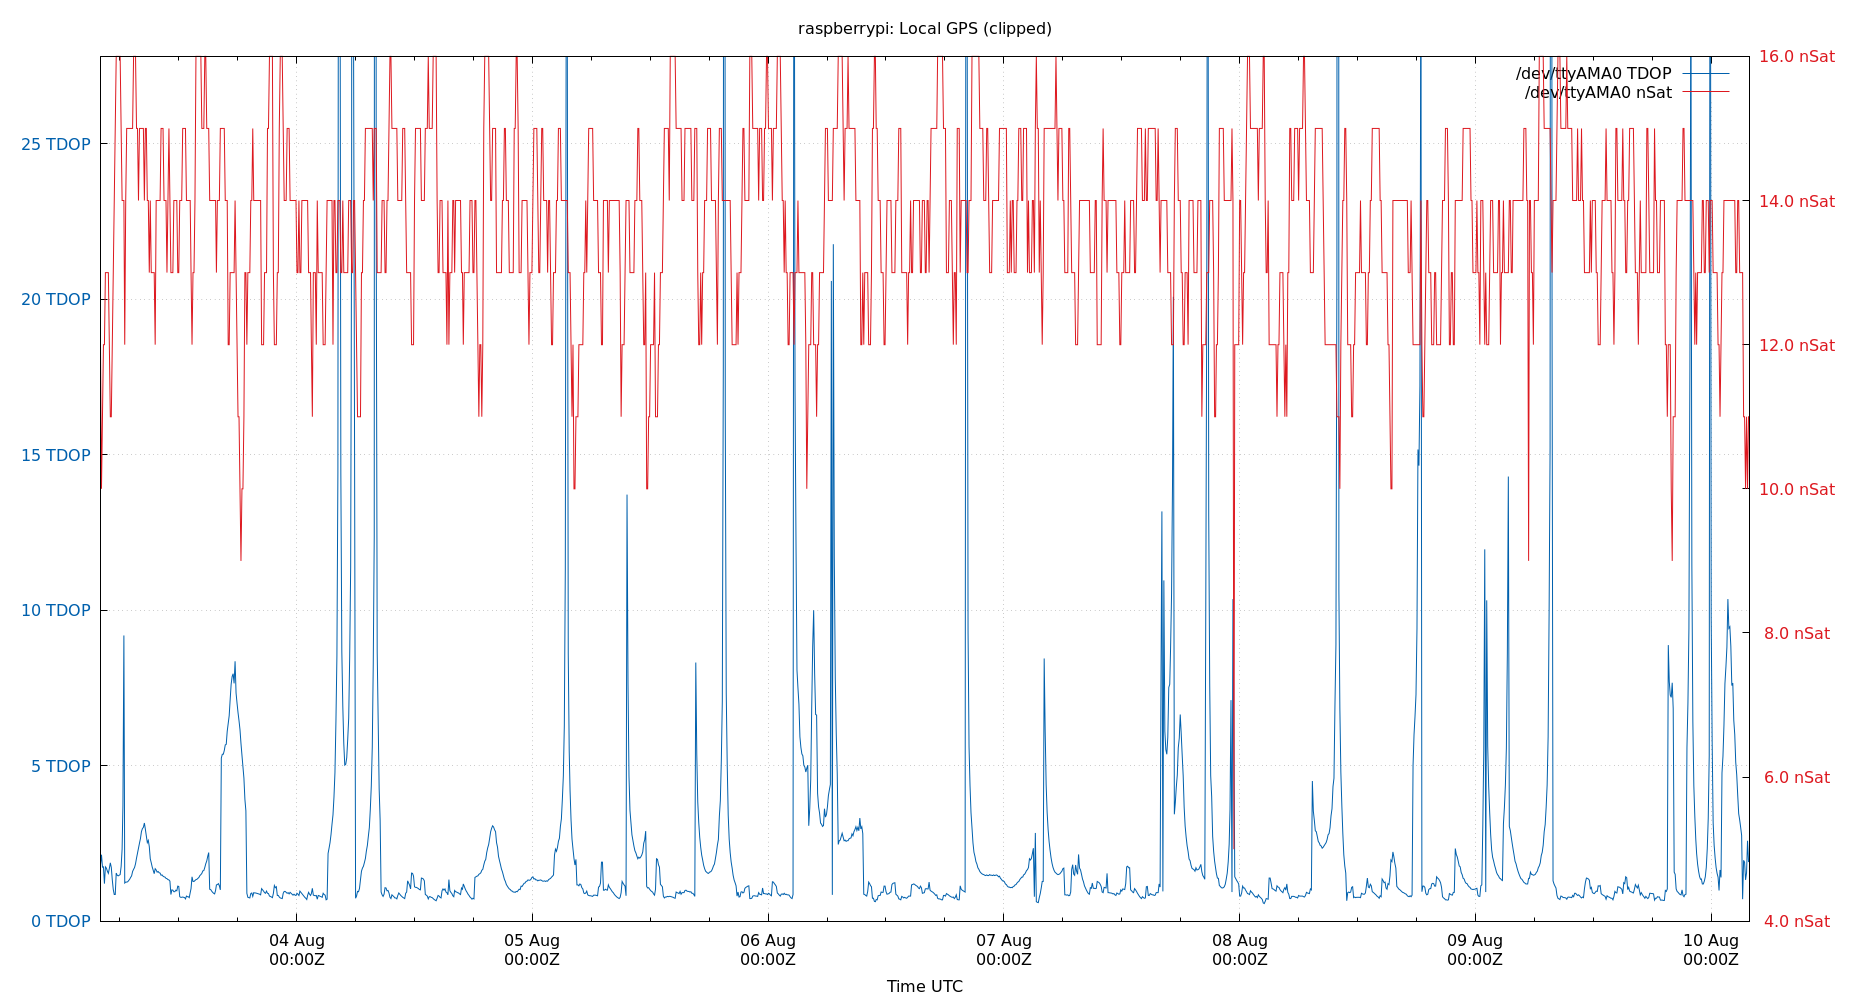 raspberrypi: Local GPS (clipped)
16.0 nSat
/dev/ttyAMA0 TDOP
/dev/ttyAMA0 nSat
25 TDOP
14.0 nSat
20 TDOP
12.0 nSat
15 TDOP
10.0 nSat
10 TDOP
8.0 nSat
5 TDOP
6.0 nSat
0 TDOP
4.0 nSat
04 Aug 05 Aug 06 Aug 07 Aug 08 Aug 09 Aug 10 Aug
00:00Z 00:00Z 00:00Z 00:00Z 00:00Z 00:00Z 00:00Z
Time UTC